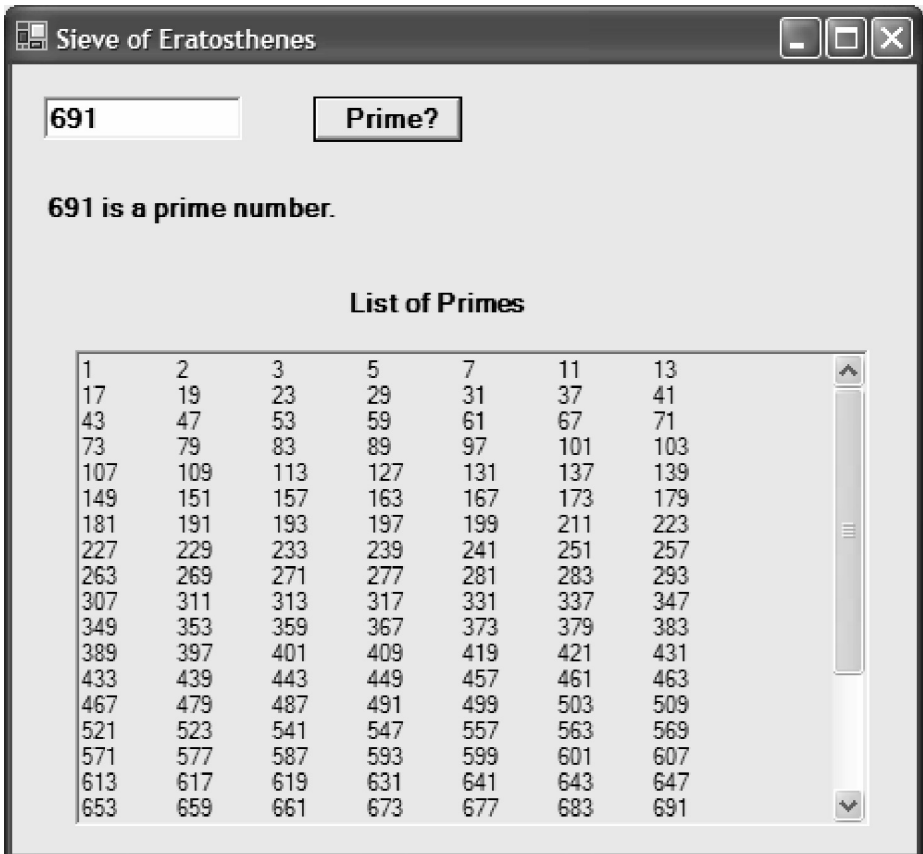 Sieve of Eratosthenes
691 Prime?
691 is a prime number.
List of Primes
1 2 3 5 7 11 13
17 19 23 29 31 37 41
43 47 53 59 61 67 71
73 79 83 89 97 101 103
107 109 113 127 131 137 139
149 151 157 163 167 173 179
181 191 193 197 199 211 223
227 229 233 239 241 251 257
263 269 271 277 281 283 293
307 311 313 317 331 337 347
349 353 359 367 373 379 383
389 397 401 409 419 421 431
433 439 443 449 457 461 463
467 479 487 491 499 503 509
521 523 541 547 557 563 569
571 577 587 593 599 601 607
613 617 619 631 641 643 647
653 659 661 673 677 683 691